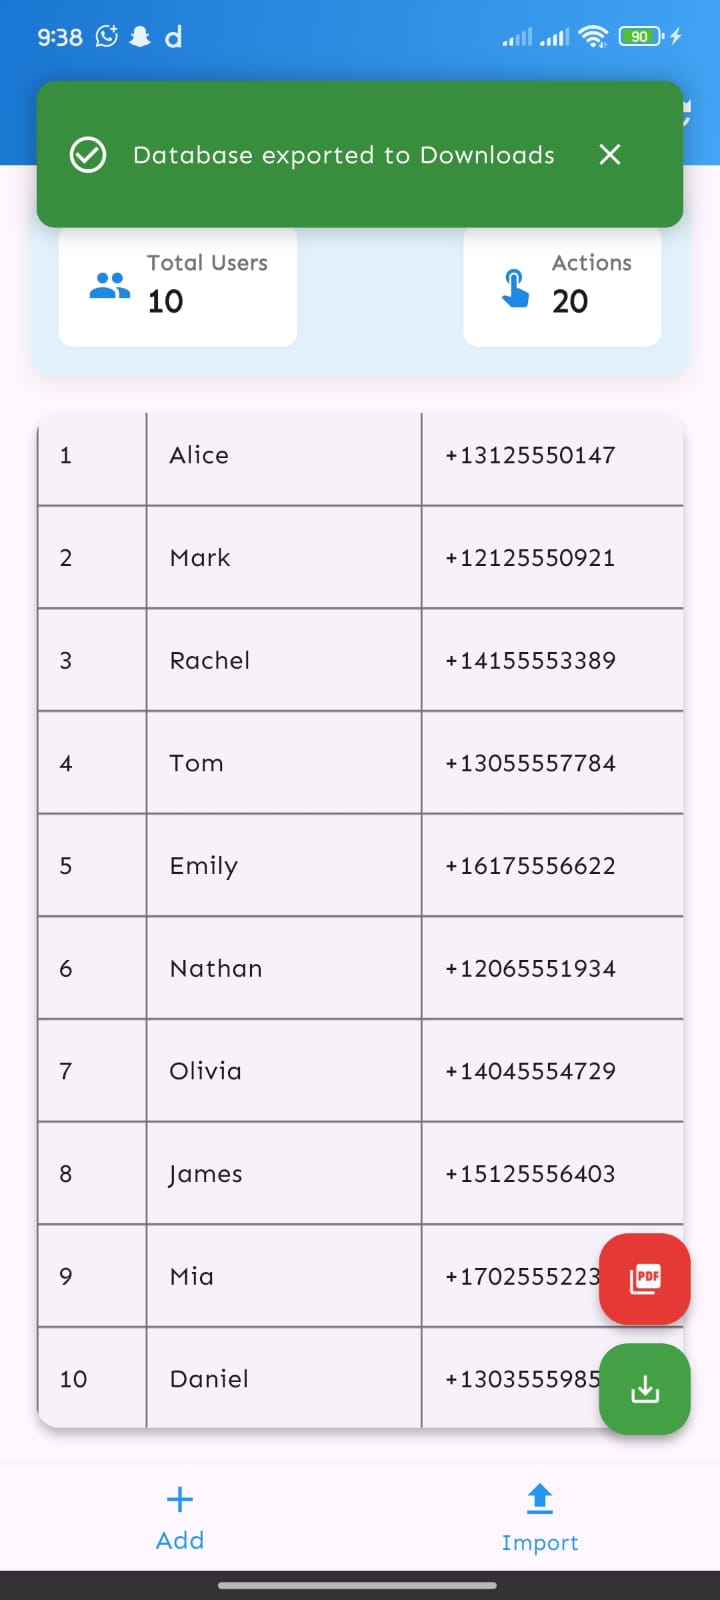 9:38
90
Database exported to Downloads
Total Users
10
Actions
20
1 Alice +13125550147
2 Mark +12125550921
3 Rachel +14155553389
4 Tom +13055557784
5 Emily +16175556622
6 Nathan +12065551934
7 Olivia +14045554729
8 James +15125556403
9 Mia +1702555223
PDF
10 Daniel +1303555985
Add
Import